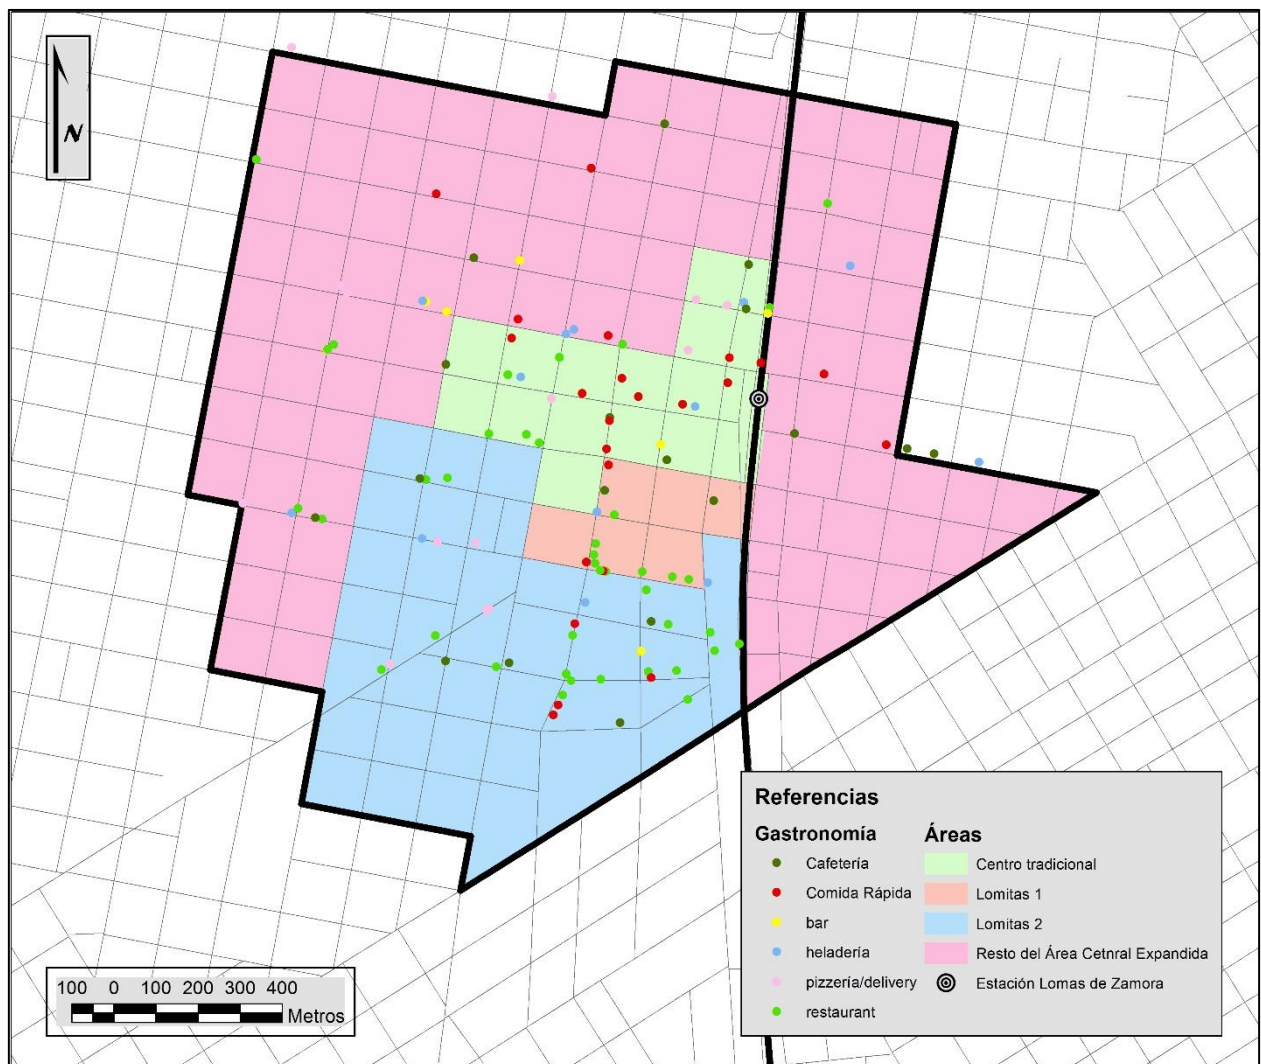 N
Referencias
Gastronomía
Cafetería
Comida Rápida
bar
heladería
pizzería/delivery
restaurant
Áreas
Centro tradicional
Lomitas 1
Lomitas 2
Resto del Área Cetnral Expandida
Estación Lomas de Zamora
100 0 100 200 300 400
Metros